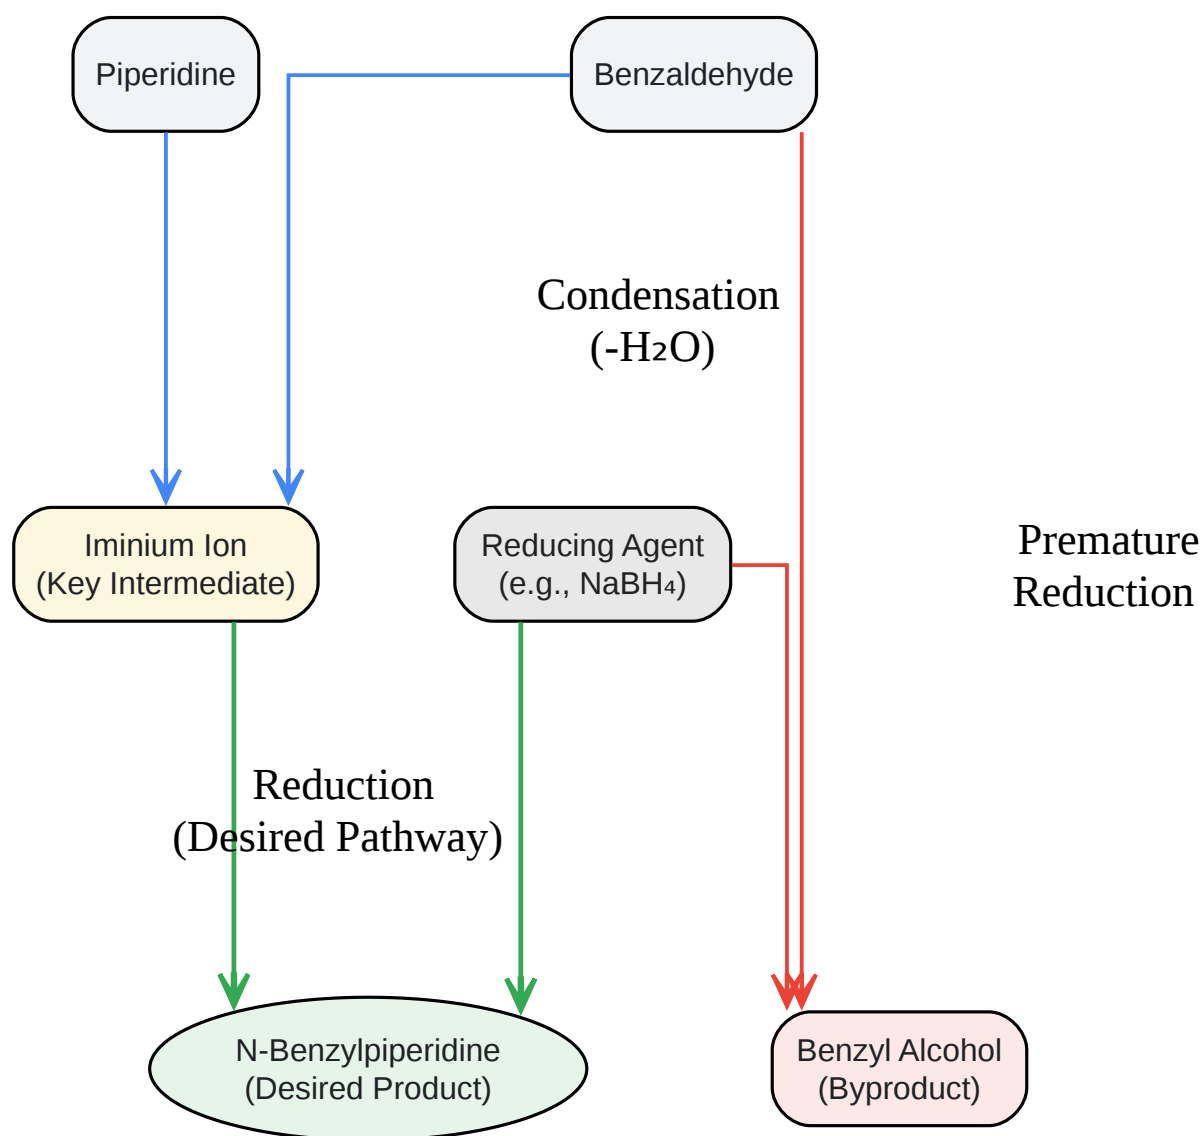 Piperidine
Benzaldehyde
Condensation
(-H₂O)
Iminium Ion
(Key Intermediate)
Reducing Agent
(e.g., NaBH₄)
Premature
Reduction
Reduction
(Desired Pathway)
N-Benzylpiperidine
(Desired Product)
Benzyl Alcohol
(Byproduct)